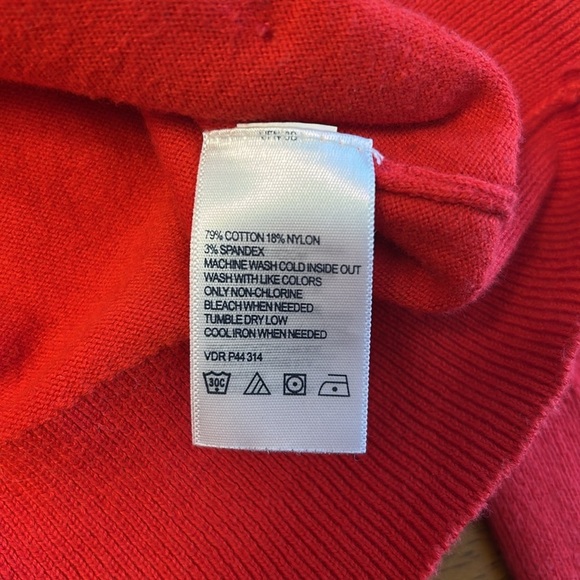 79% COTTON 18% NYLON
3% SPANDEX
MACHINE WASH COLD INSIDE OUT
WASH WITH LIKE COLORS
ONLY NON-CHLORINE
BLEACH WHEN NEEDED
TUMBLE DRY LOW
COOL IRON WHEN NEEDED
VDR P44 314
30C